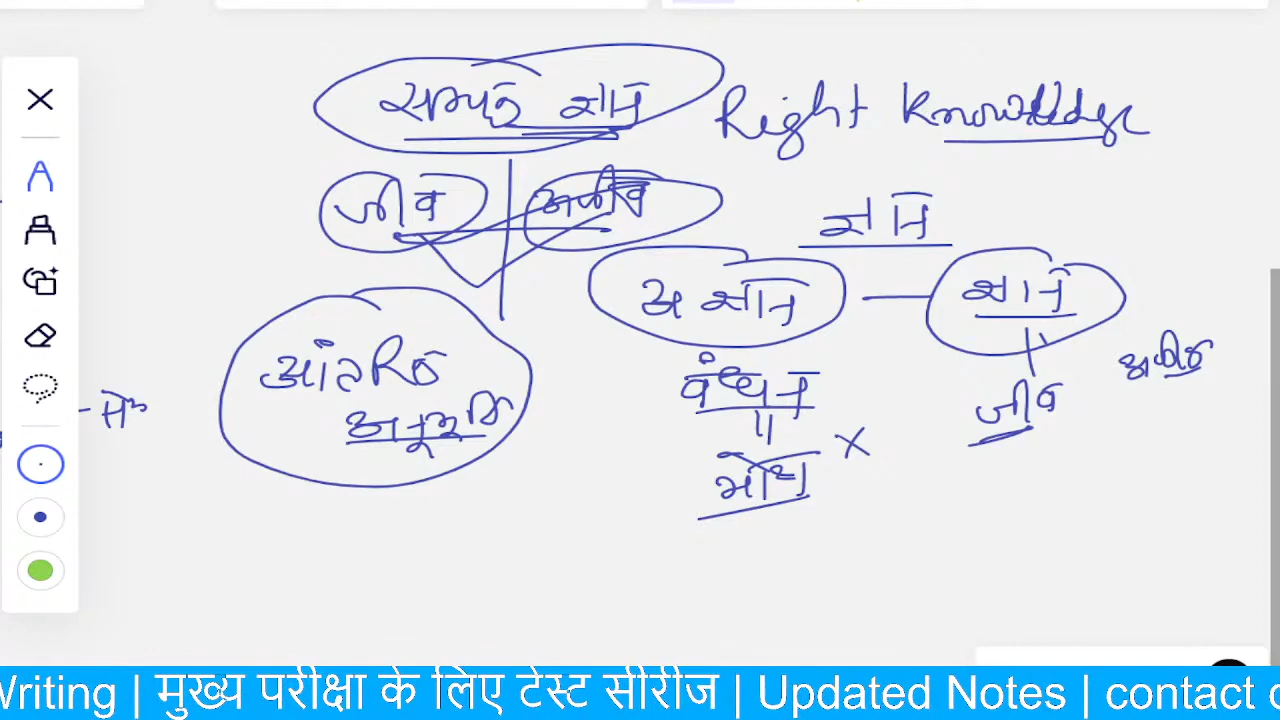 सम्यक ज्ञान Right Knowledge
जीव अजीव
ज्ञान
अज्ञान — ज्ञान
आंतरिक
अनुभूति
बंधन
मोक्ष ×
जीव
अजीव
Writing | मुख्य परीक्षा के लिए टेस्ट सीरीज | Updated Notes | contact